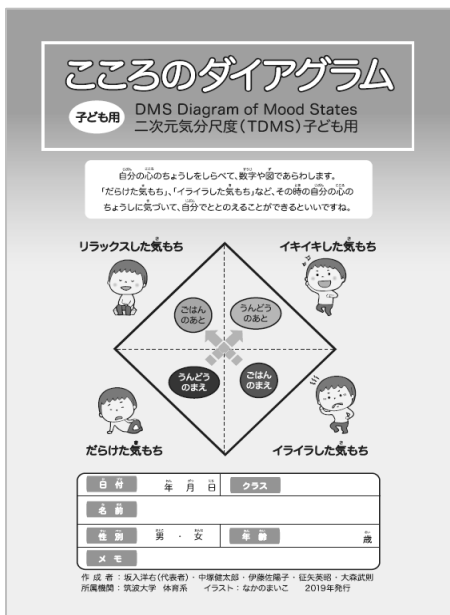 こころのダイアグラム
子ども用
DMS Diagram of Mood States
二次元気分尺度(TDMS)子ども用
自分の心のちょうしをしらべて、数字や図であらわします。
「だらけた気もち」、「イライラした気もち」など、その時の自分の心の
ちょうしに気づいて、自分でととのえることができるといいですね。
リラックスした気もち
イキイキした気もち
ごはん
のあと
うんどう
のあと
うんどう
のまえ
ごはん
のまえ
だらけた気もち
イライラした気もち
日付 年 月 日 クラス
名前
性別 男 ・ 女 年齢 歳
メモ
作 成 者 : 坂入洋右(代表者)・中塚健太郎・伊藤佐陽子・征矢英昭・大森武則
所属機関 : 筑波大学 体育系 イラスト : なかのまいこ 2019年発行